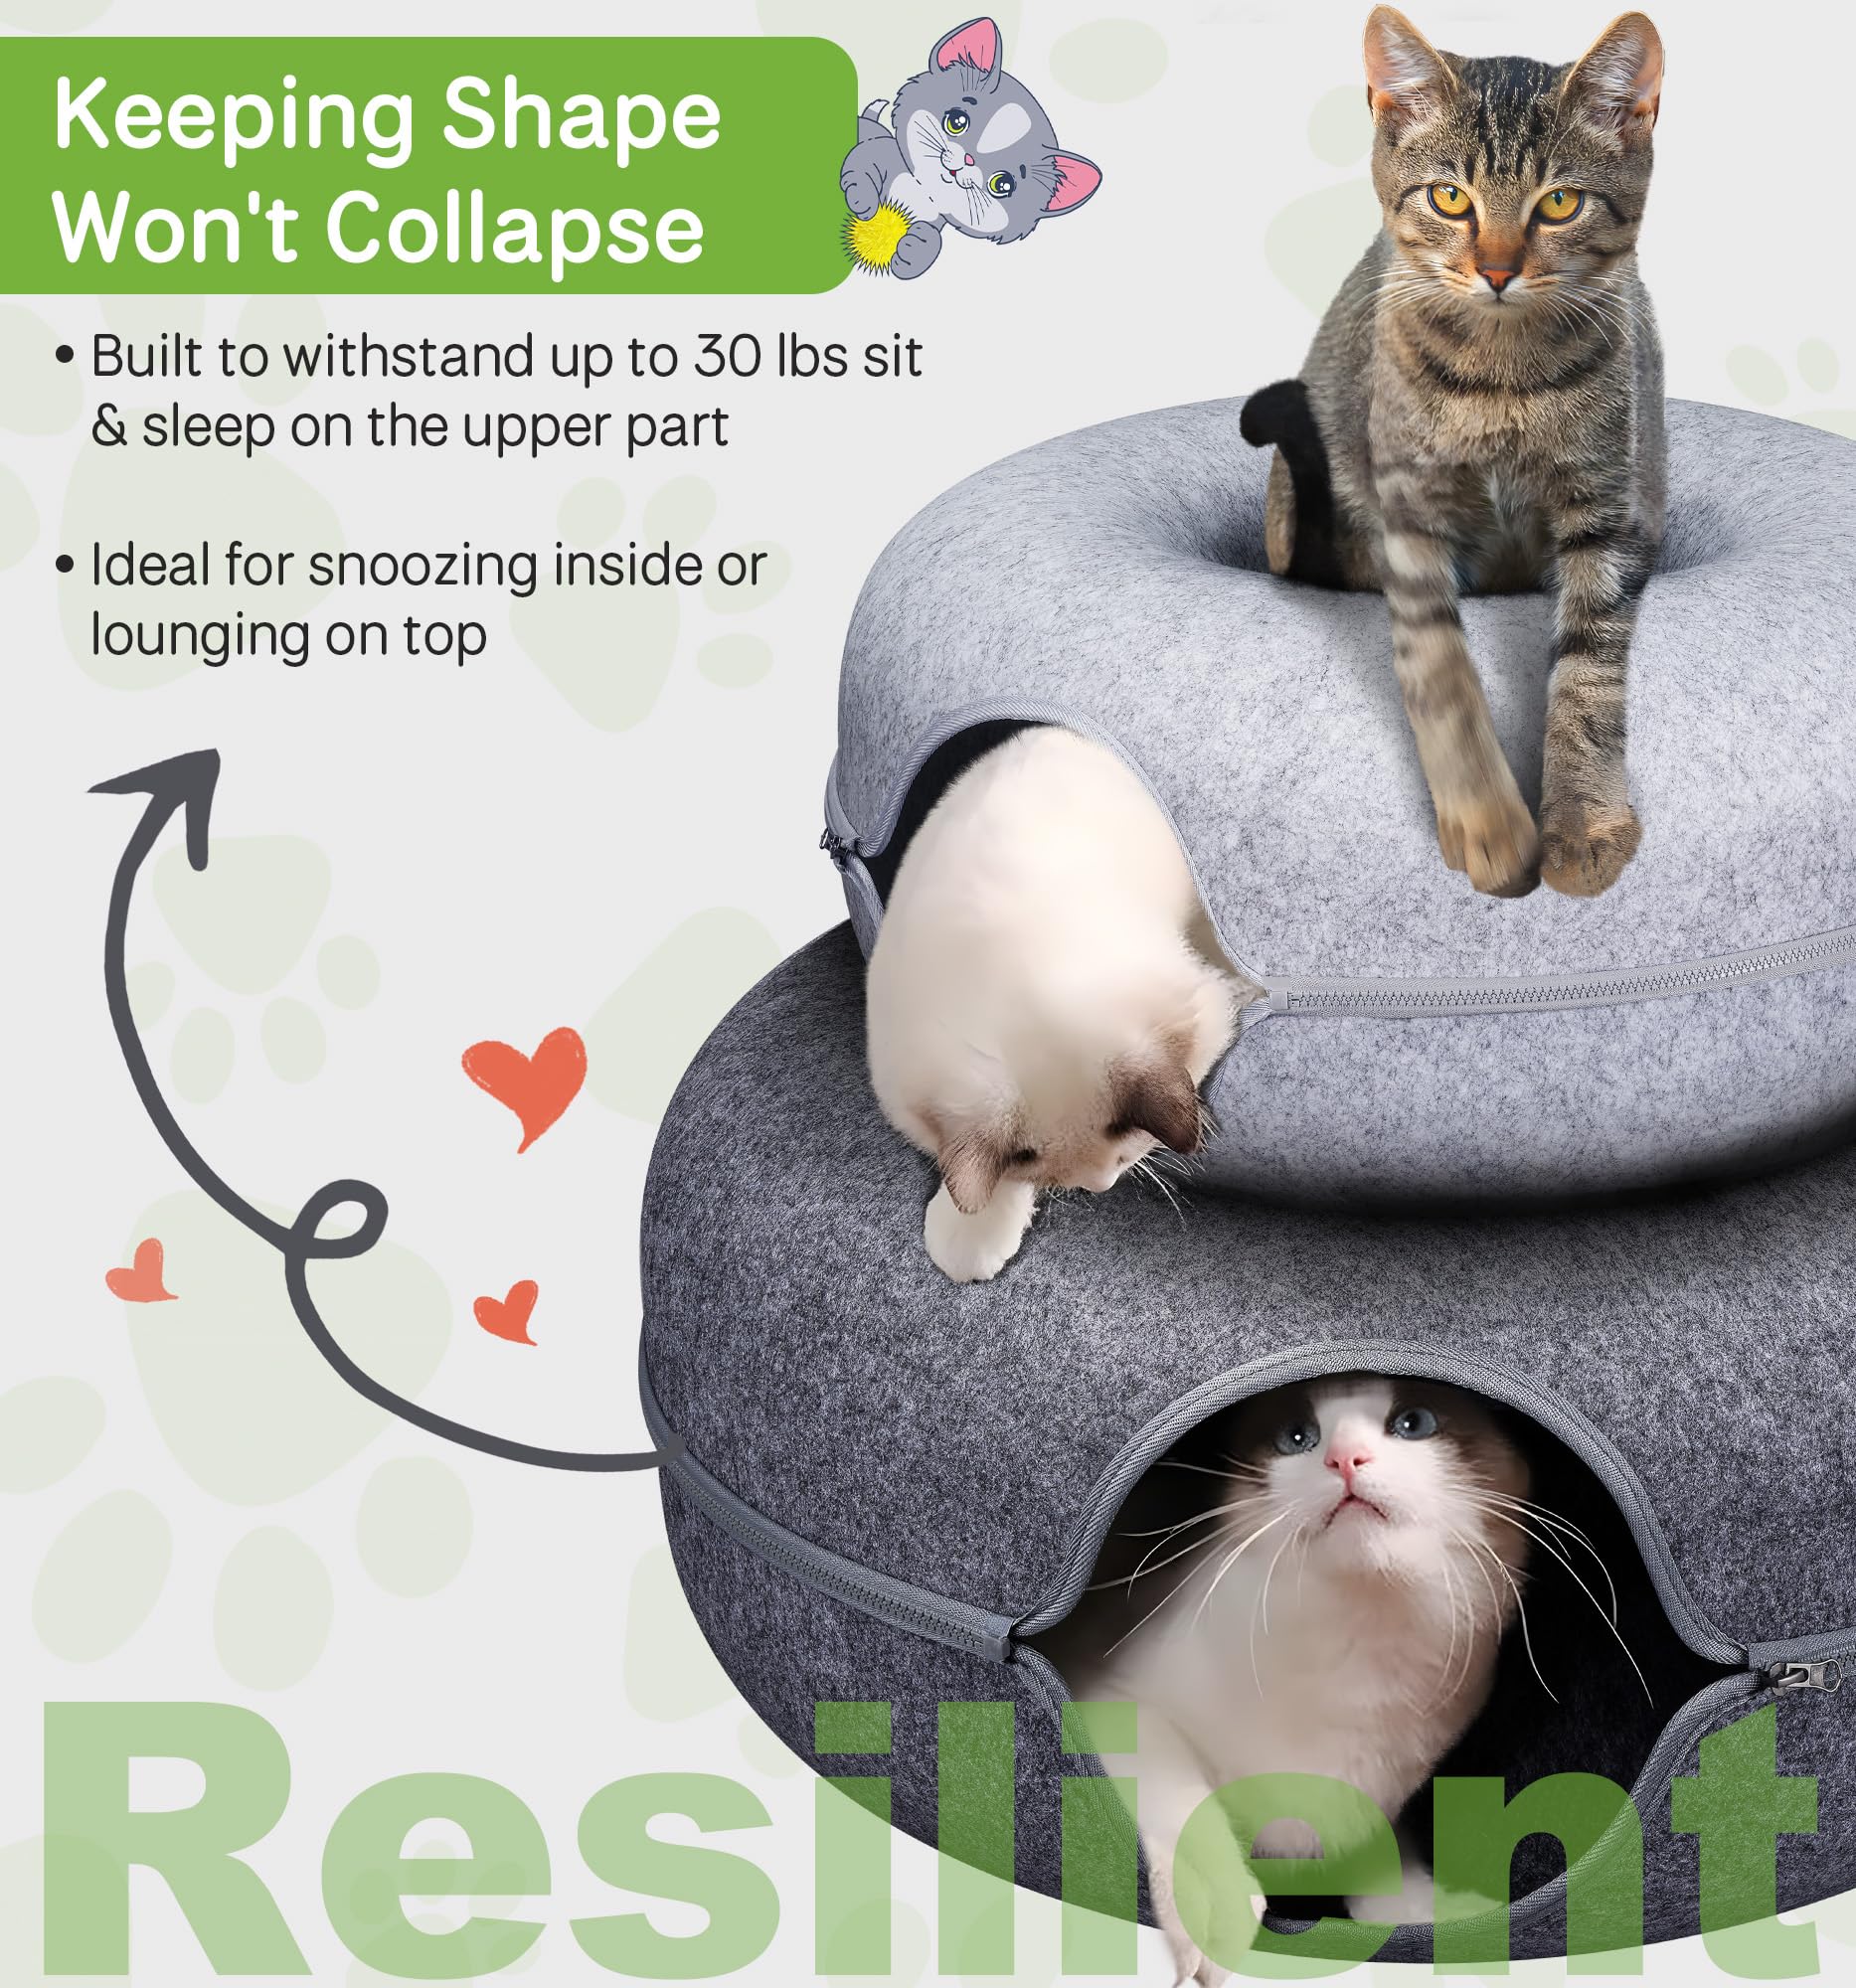 Keeping Shape
Won't Collapse
• Built to withstand up to 30 lbs sit
& sleep on the upper part
• Ideal for snoozing inside or
lounging on top
Resilient